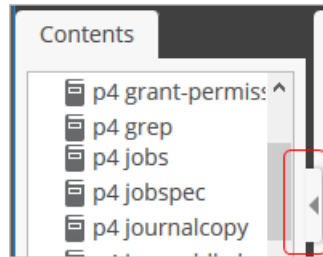 Contents
p4 grant-permis
p4 grep
p4 jobs
p4 jobspec
p4 journalcopy